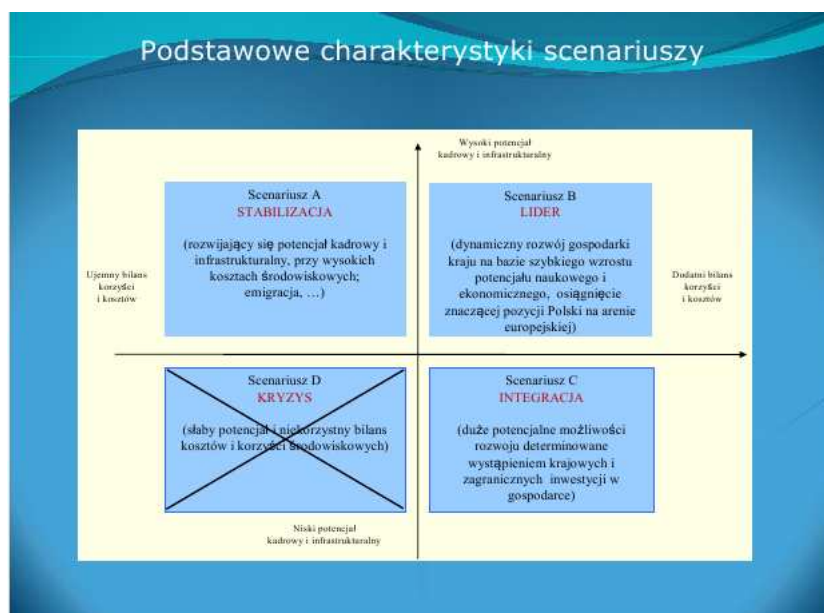 Podstawowe charakterystyki scenariuszy
Wysoki potencjał
kadrowy i infrastrukturalny
Scenariusz A
STABILIZACJA
(rozwijający się potencjał kadrowy i
infrastrukturalny, przy wysokich
kosztach środowiskowych;
emigracja, …)
Scenariusz B
LIDER
(dynamiczny rozwój gospodarki
kraju na bazie szybkiego wzrostu
potencjału naukowego i
ekonomicznego, osiągnięcie
znaczącej pozycji Polski na arenie
europejskiej)
Ujemny bilans
korzyści
i kosztów
Dodatni bilans
korzyści
i kosztów
Scenariusz D
KRYZYS
(słaby potencjał i niekorzystny bilans
kosztów i korzyści środowiskowych)
Scenariusz C
INTEGRACJA
(duże potencjalne możliwości
rozwoju determinowane
wystąpieniem krajowych i
zagranicznych inwestycji w
gospodarce)
Niski potencjał
kadrowy i infrastrukturalny